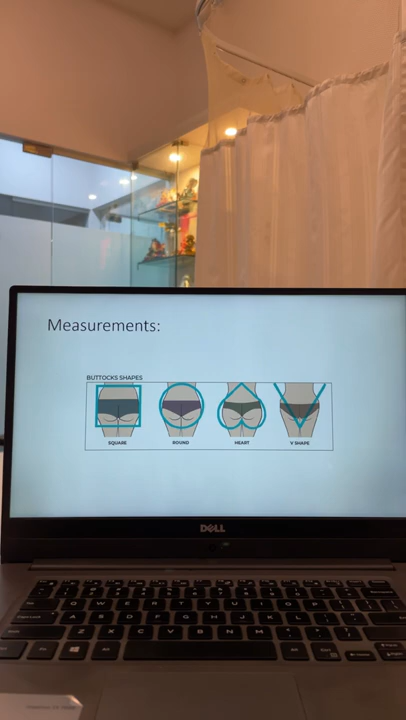 Measurements:
BUTTOCKS SHAPES
SQUARE ROUND HEART V SHAPE
DELL
Q W E R T Y U I O P
A S D F G H J K L
Z X C V B N M